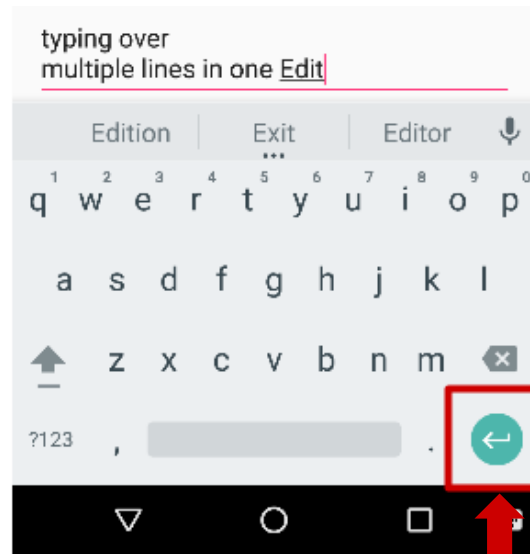 typing over
multiple lines in one Edit
Edition Exit Editor
1 2 3 4 5 6 7 8 9 0
q w e r t y u i o p
a s d f g h j k l
z x c v b n m
?123 , .